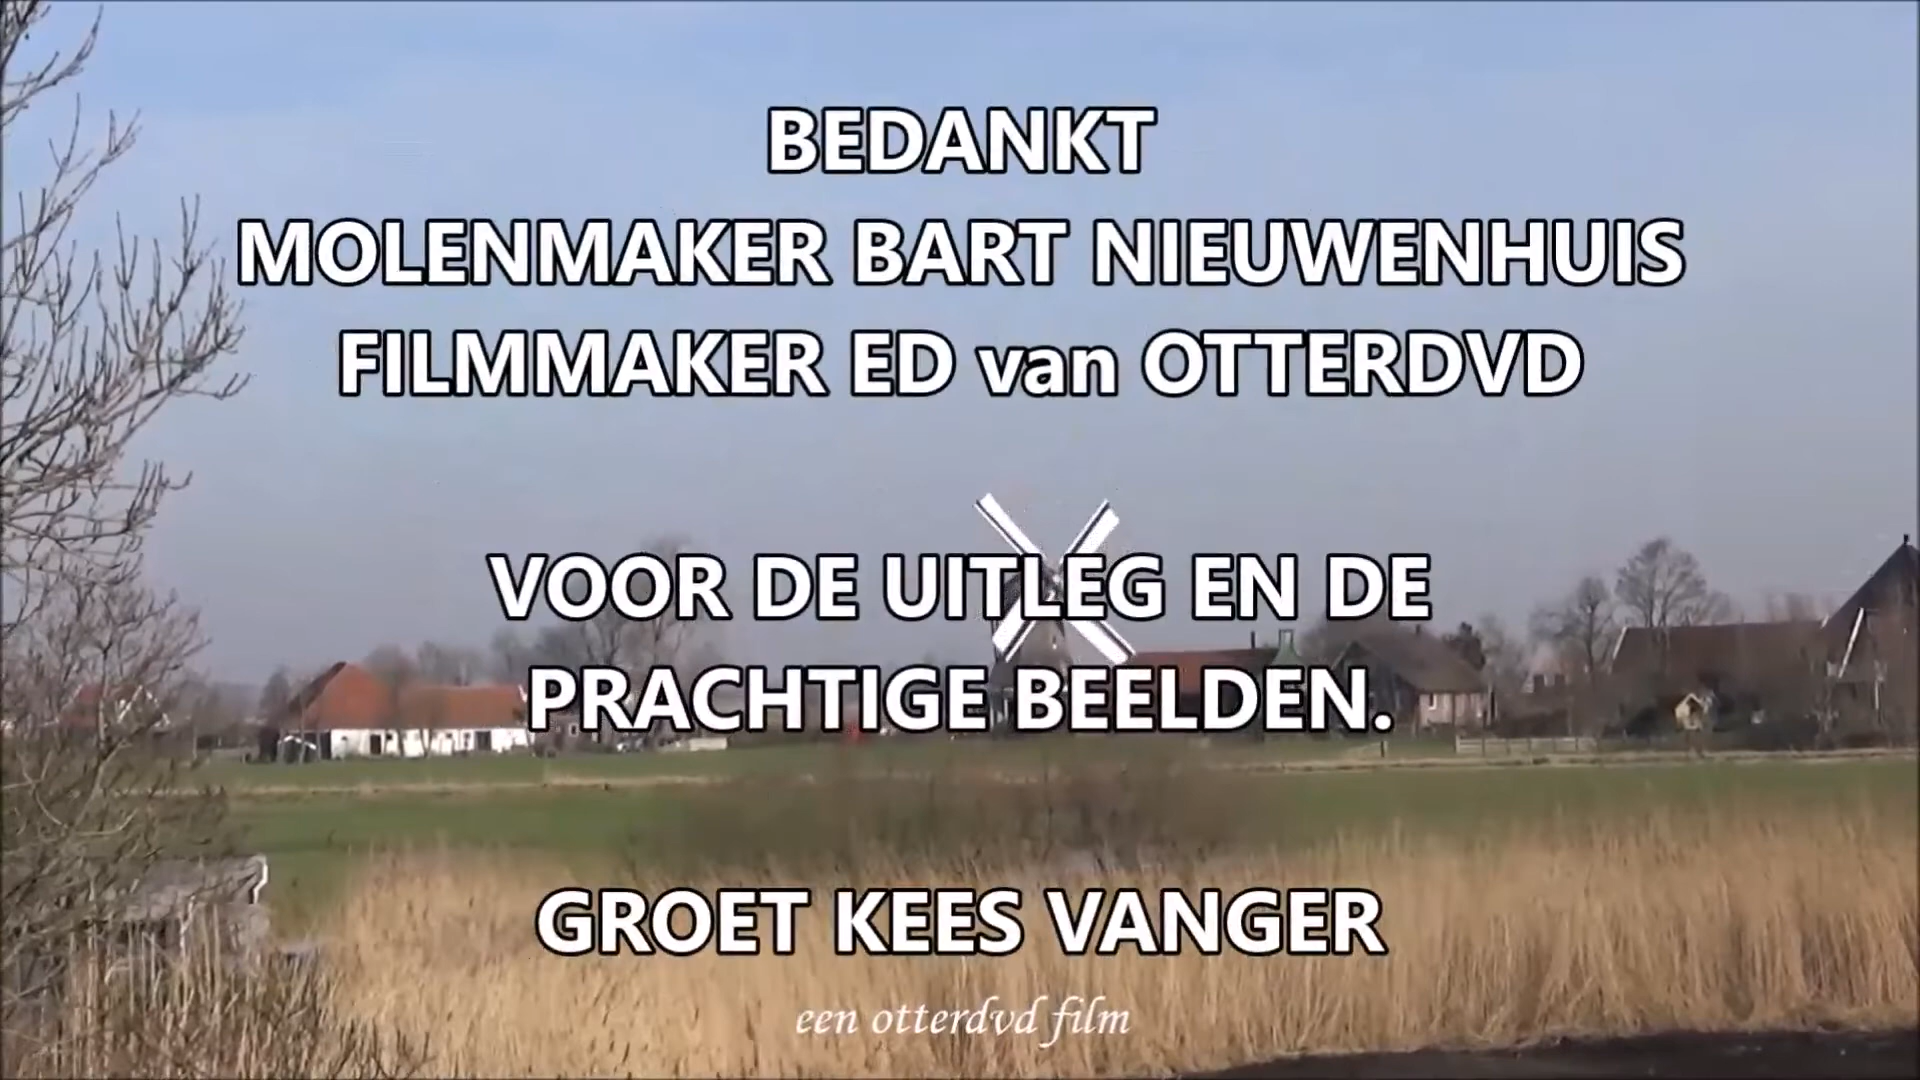 BEDANKT
MOLENMAKER BART NIEUWENHUIS
FILMMAKER ED van OTTERDVD
VOOR DE UITLEG EN DE
PRACHTIGE BEELDEN.
GROET KEES VANGER
een otterdvd film